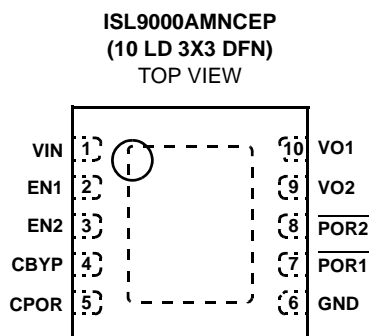 ISL9000AMNCEP
(10 LD 3X3 DFN)
TOP VIEW
VIN 1 10 VO1
EN1 2 9 VO2
EN2 3 8 POR2
CBYP 4 7 POR1
CPOR 5 6 GND